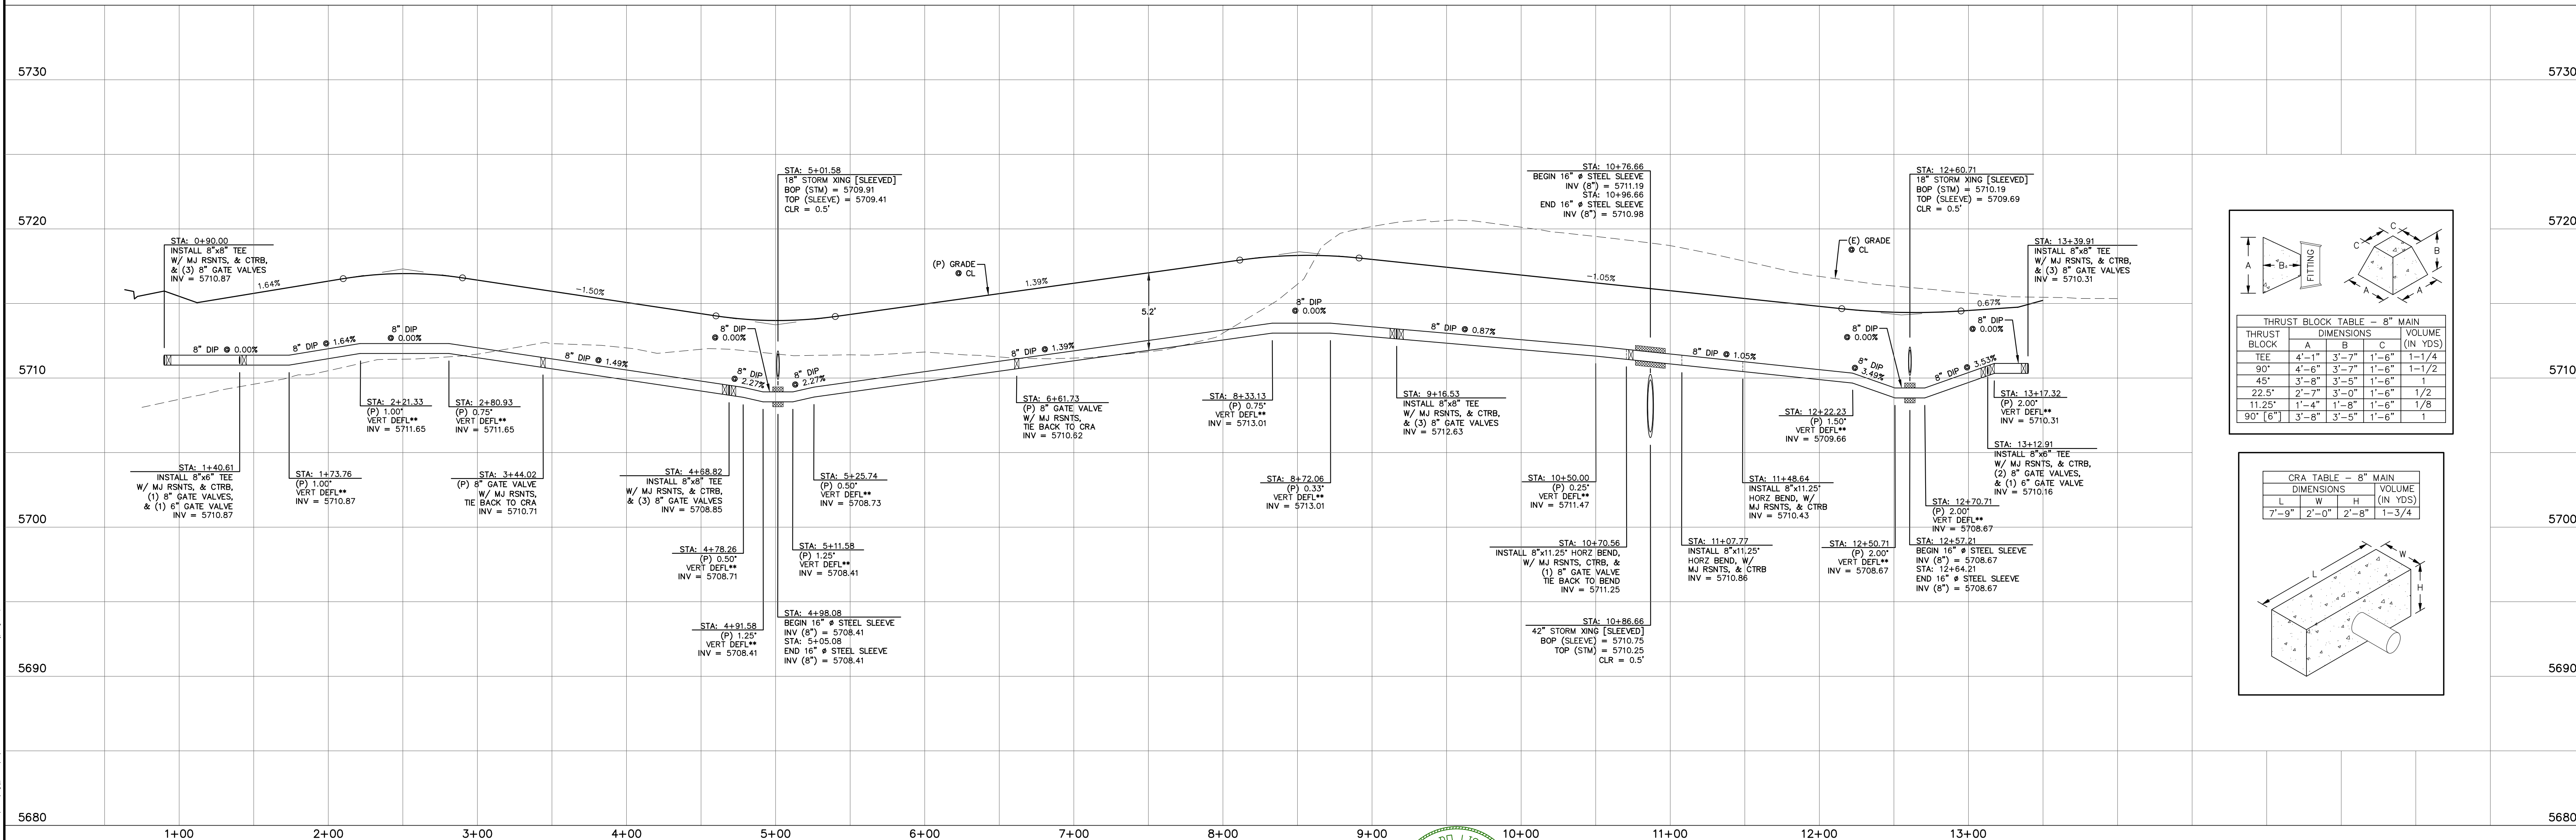 5730
5720
5710
5700
5690
5680
5730
5720
5710
5700
5690
5680
STA: 0+90.00
INSTALL 8"x8" TEE
W/ MJ RSNTS, & CTRB,
& (3) 8" GATE VALVES
INV = 5710.87
1.64%
-1.50%
(P) GRADE
@ CL
1.39%
5.2'
-1.05%
(E) GRADE
@ CL
0.67%
STA: 5+01.58
18" STORM XING [SLEEVED]
BOP (STM) = 5709.91
TOP (SLEEVE) = 5709.41
CLR = 0.5'
STA: 10+76.66
BEGIN 16" ø STEEL SLEEVE
INV (8") = 5711.19
STA: 10+96.66
END 16" ø STEEL SLEEVE
INV (8") = 5710.98
STA: 12+60.71
18" STORM XING [SLEEVED]
BOP (STM) = 5710.19
TOP (SLEEVE) = 5709.69
CLR = 0.5'
STA: 13+39.91
INSTALL 8"x8" TEE
W/ MJ RSNTS, & CTRB,
& (3) 8" GATE VALVES
INV = 5710.31
8" DIP @ 0.00%
8" DIP @ 1.64%
8" DIP
@ 0.00%
8" DIP @ 1.49%
8" DIP
@ 2.27%
8" DIP
@ 0.00%
8" DIP
@ 2.27%
8" DIP @ 1.39%
8" DIP
@ 0.00%
8" DIP @ 0.87%
8" DIP @ 1.05%
8" DIP
@ 3.49%
8" DIP
@ 0.00%
8" DIP @ 3.53%
8" DIP
@ 0.00%
STA: 1+40.61
INSTALL 8"x6" TEE
W/ MJ RSNTS, & CTRB,
(1) 8" GATE VALVES,
& (1) 6" GATE VALVE
INV = 5710.87
STA: 1+73.76
(P) 1.00°
VERT DEFL**
INV = 5710.87
STA: 2+21.33
(P) 1.00°
VERT DEFL**
INV = 5711.65
STA: 2+80.93
(P) 0.75°
VERT DEFL**
INV = 5711.65
STA: 3+44.02
(P) 8" GATE VALVE
W/ MJ RSNTS,
TIE BACK TO CRA
INV = 5710.71
STA: 4+68.82
INSTALL 8"x8" TEE
W/ MJ RSNTS, & CTRB,
& (3) 8" GATE VALVES
INV = 5708.85
STA: 4+78.26
(P) 0.50°
VERT DEFL**
INV = 5708.71
STA: 4+91.58
(P) 1.25°
VERT DEFL**
INV = 5708.41
STA: 4+98.08
BEGIN 16" ø STEEL SLEEVE
INV (8") = 5708.41
STA: 5+05.08
END 16" ø STEEL SLEEVE
INV (8") = 5708.41
STA: 5+11.58
(P) 1.25°
VERT DEFL**
INV = 5708.41
STA: 5+25.74
(P) 0.50°
VERT DEFL**
INV = 5708.73
STA: 6+61.73
(P) 8" GATE VALVE
W/ MJ RSNTS,
TIE BACK TO CRA
INV = 5710.62
STA: 8+33.13
(P) 0.75°
VERT DEFL**
INV = 5713.01
STA: 8+72.06
(P) 0.33°
VERT DEFL**
INV = 5713.01
STA: 9+16.53
INSTALL 8"x8" TEE
W/ MJ RSNTS, & CTRB,
& (3) 8" GATE VALVES
INV = 5712.63
STA: 10+50.00
(P) 0.25°
VERT DEFL**
INV = 5711.47
STA: 10+70.56
INSTALL 8"x11.25° HORZ BEND,
W/ MJ RSNTS, CTRB, &
(1) 8" GATE VALVE
TIE BACK TO BEND
INV = 5711.25
STA: 10+86.66
42" STORM XING [SLEEVED]
BOP (SLEEVE) = 5710.75
TOP (STM) = 5710.25
CLR = 0.5'
STA: 11+07.77
INSTALL 8"x11.25°
HORZ BEND, W/
MJ RSNTS, & CTRB
INV = 5710.86
STA: 11+48.64
INSTALL 8"x11.25°
HORZ BEND, W/
MJ RSNTS, & CTRB
INV = 5710.43
STA: 12+22.23
(P) 1.50°
VERT DEFL**
INV = 5709.66
STA: 12+50.71
(P) 2.00°
VERT DEFL**
INV = 5708.67
STA: 12+57.21
BEGIN 16" ø STEEL SLEEVE
INV (8") = 5708.67
STA: 12+64.21
END 16" ø STEEL SLEEVE
INV (8") = 5708.67
STA: 12+70.71
(P) 2.00°
VERT DEFL**
INV = 5708.67
STA: 13+12.91
INSTALL 8"x6" TEE
W/ MJ RSNTS, & CTRB,
(2) 8" GATE VALVES,
& (1) 6" GATE VALVE
INV = 5710.16
STA: 13+17.32
(P) 2.00°
VERT DEFL**
INV = 5710.31
A
B
FITTING
C
C
B
A
A
THRUST BLOCK TABLE - 8" MAIN
THRUST BLOCK DIMENSIONS VOLUME (IN YDS)
A B C
TEE 4'-1" 3'-7" 1'-6" 1-1/4
90° 4'-6" 3'-7" 1'-6" 1-1/2
45° 3'-8" 3'-5" 1'-6" 1
22.5° 2'-7" 3'-0" 1'-6" 1/2
11.25° 1'-4" 1'-8" 1'-6" 1/8
90° [6"] 3'-8" 3'-5" 1'-6" 1
CRA TABLE - 8" MAIN
DIMENSIONS VOLUME (IN YDS)
L W H
7'-9" 2'-0" 2'-8" 1-3/4
L
W
H
1+00 2+00 3+00 4+00 5+00 6+00 7+00 8+00 9+00 10+00 11+00 12+00 13+00